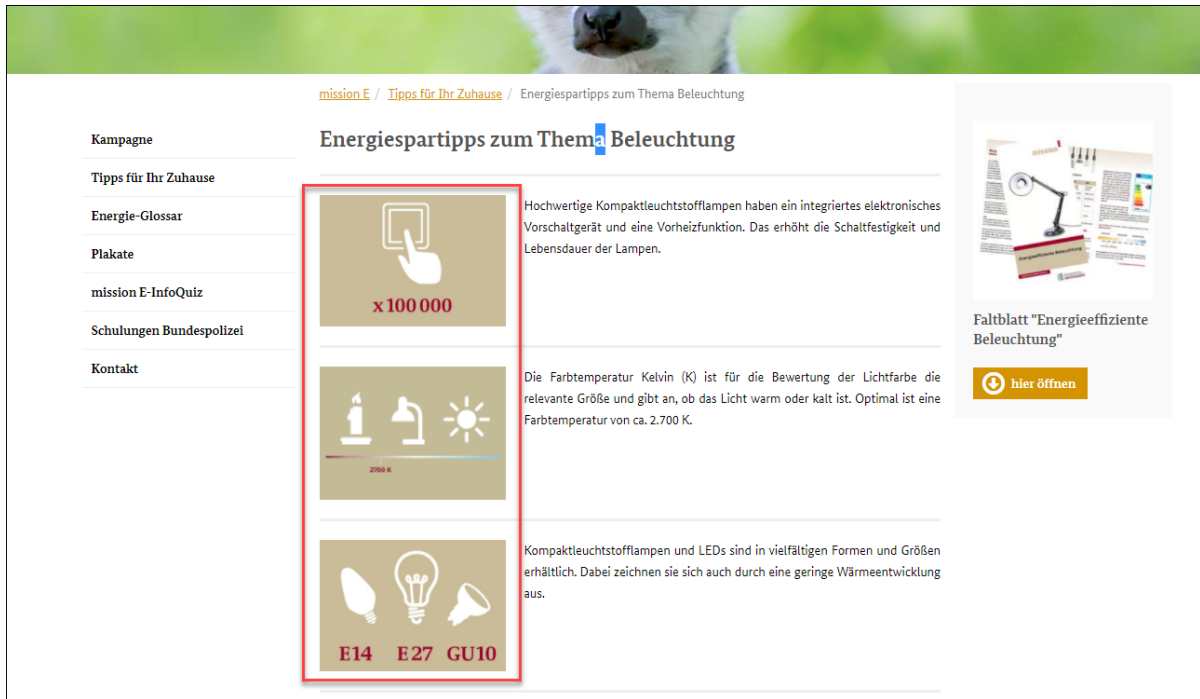 mission E / Tipps für Ihr Zuhause / Energiespartipps zum Thema Beleuchtung
Kampagne
Tipps für Ihr Zuhause
Energie-Glossar
Plakate
mission E-InfoQuiz
Schulungen Bundespolizei
Kontakt
Energiespartipps zum Thema Beleuchtung
x 100 000
Hochwertige Kompaktleuchtstofflampen haben ein integriertes elektronisches
Vorschaltgerät und eine Vorheizfunktion. Das erhöht die Schaltfestigkeit und
Lebensdauer der Lampen.
2700 K
Die Farbtemperatur Kelvin (K) ist für die Bewertung der Lichtfarbe die
relevante Größe und gibt an, ob das Licht warm oder kalt ist. Optimal ist eine
Farbtemperatur von ca. 2.700 K.
E14 E27 GU10
Kompaktleuchtstofflampen und LEDs sind in vielfältigen Formen und Größen
erhältlich. Dabei zeichnen sie sich auch durch eine geringe Wärmeentwicklung
aus.
mission E
Energieeffiziente Beleuchtung
Faltblatt "Energieeffiziente
Beleuchtung"
hier öffnen